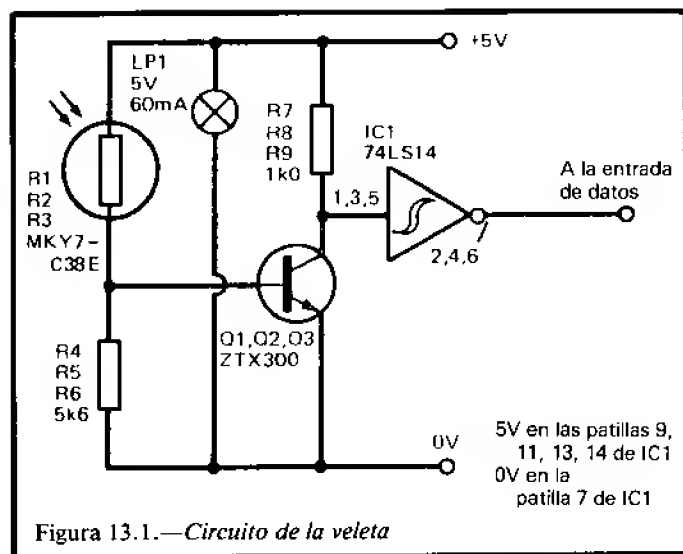 +5V
LP1
5V
60mA
R7
R8
R9
1k0
IC1
74LS14
A la entrada
de datos
R1
R2
R3
MKY7-
C38E
1,3,5
2,4,6
Q1,Q2,Q3
ZTX300
R4
R5
R6
5k6
0V
5V en las patillas 9,
11, 13, 14 de IC1
0V en la
patilla 7 de IC1
Figura 13.1.—Circuito de la veleta